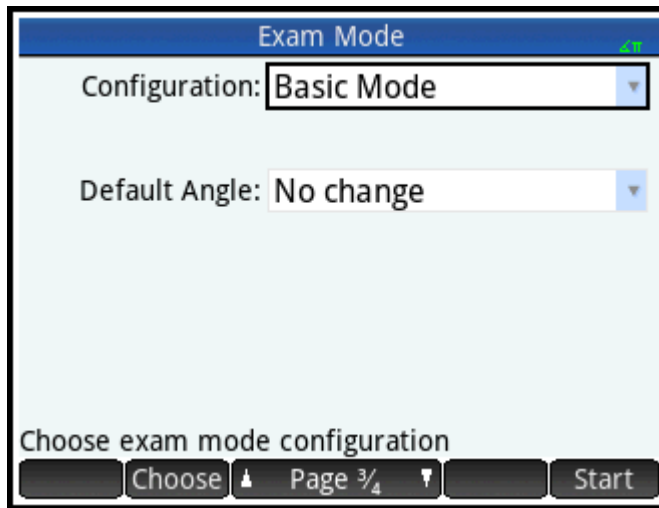 Exam Mode
∡π
Configuration: Basic Mode
Default Angle: No change
Choose exam mode configuration
Choose Page ¾ Start